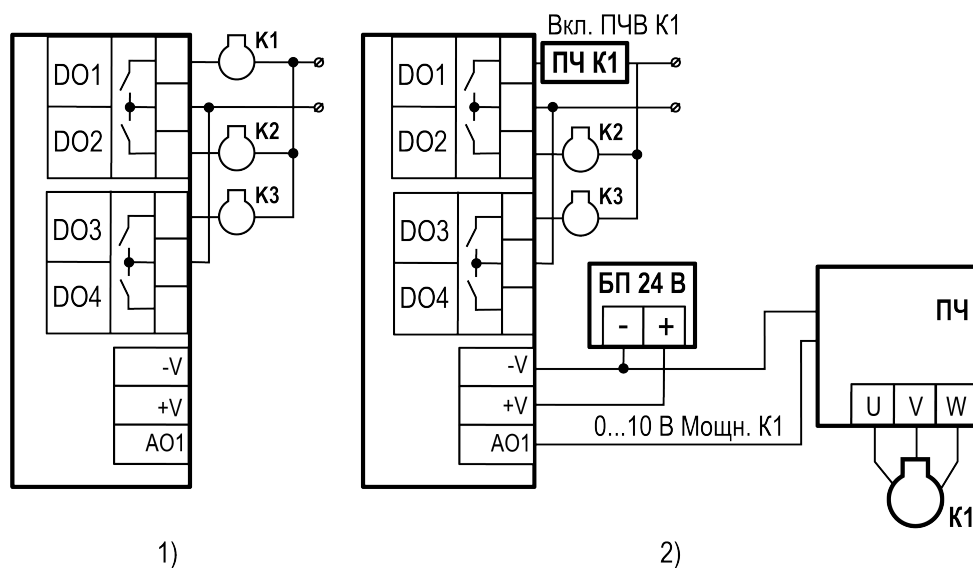 K1
DO1
DO2
K2
K3
DO3
DO4
-V
+V
AO1
1)
Вкл. ПЧВ К1
ПЧ К1
DO1
DO2
K2
K3
DO3
DO4
БП 24 В
- +
-V
+V
AO1
0...10 В Мощн. К1
ПЧ
U V W
K1
2)